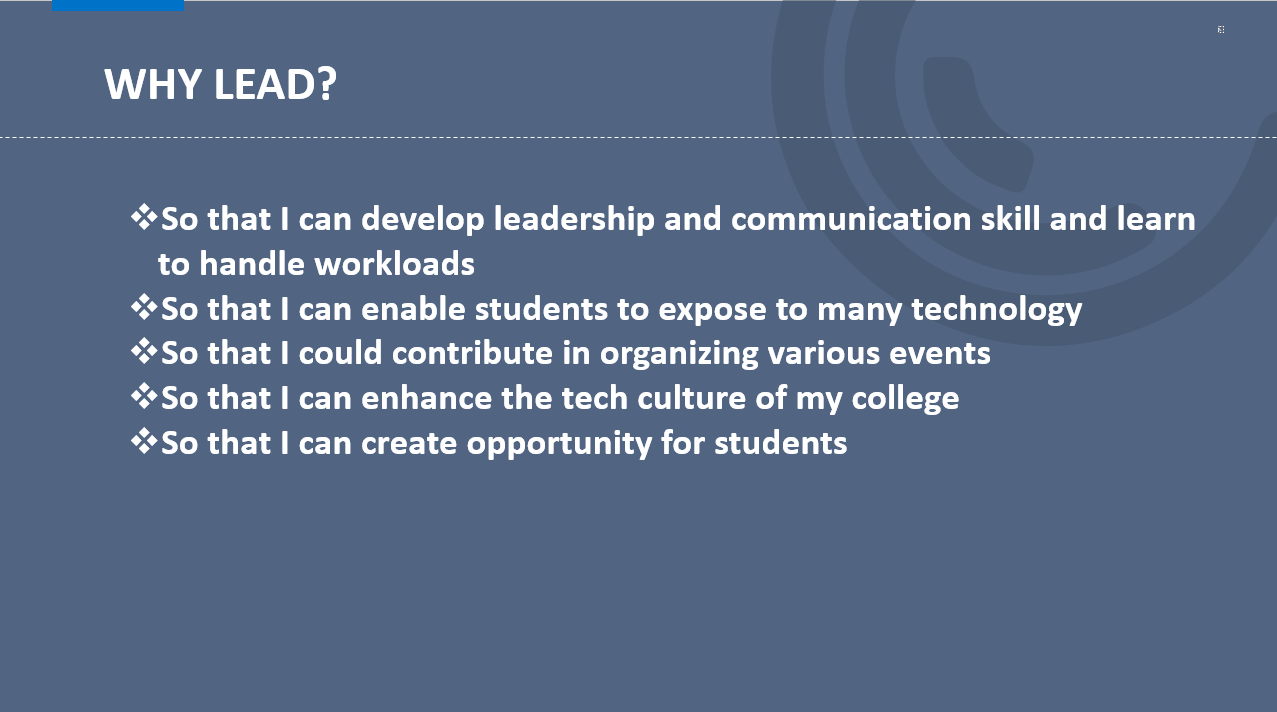 WHY LEAD?
❖So that I can develop leadership and communication skill and learn
to handle workloads
❖So that I can enable students to expose to many technology
❖So that I could contribute in organizing various events
❖So that I can enhance the tech culture of my college
❖So that I can create opportunity for students